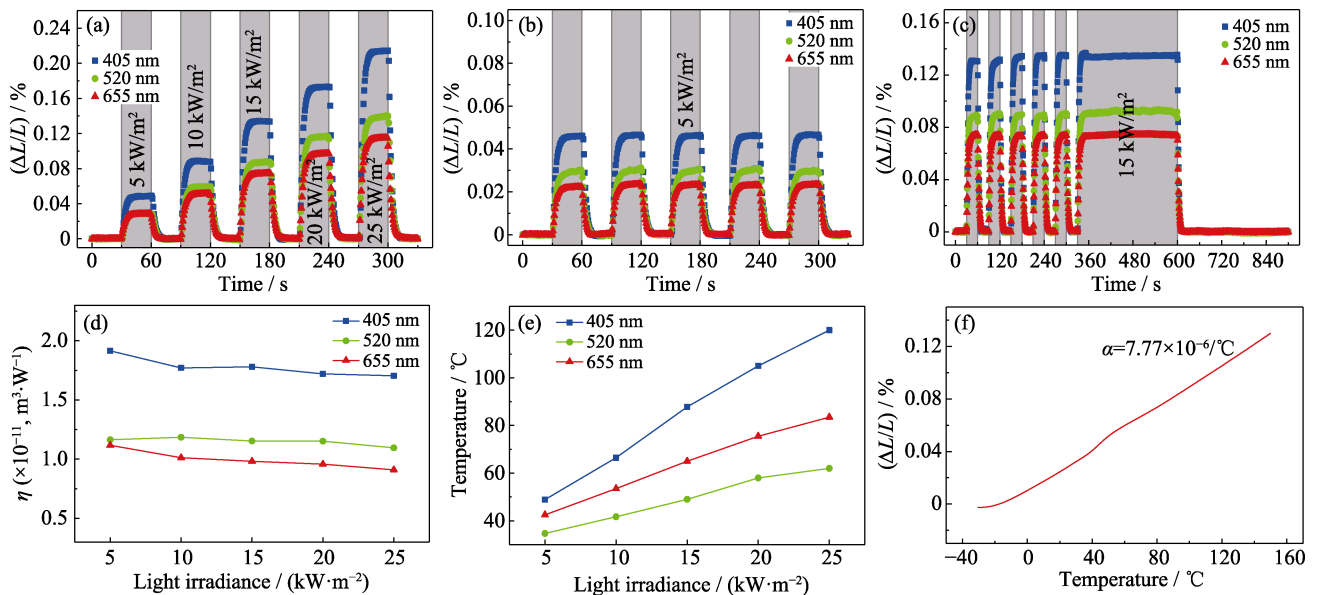 (a)
405 nm
520 nm
655 nm
5 kW/m²
10 kW/m²
15 kW/m²
20 kW/m²
25 kW/m²
0.24
0.20
0.16
0.12
0.08
0.04
0
(ΔL/L) / %
0 60 120 180 240 300
Time / s
(b)
405 nm
520 nm
655 nm
5 kW/m²
0.10
0.08
0.06
0.04
0.02
0
(ΔL/L) / %
0 60 120 180 240 300
Time / s
(c)
405 nm
520 nm
655 nm
15 kW/m²
0.16
0.12
0.08
0.04
0
(ΔL/L) / %
0 120 240 360 480 600 720 840
Time / s
(d)
405 nm
520 nm
655 nm
2.0
1.5
1.0
0.5
η (×10⁻¹¹, m³·W⁻¹)
5 10 15 20 25
Light irradiance / (kW·m⁻²)
(e)
405 nm
520 nm
655 nm
120
100
80
60
40
Temperature / ℃
5 10 15 20 25
Light irradiance / (kW·m⁻²)
(f)
α=7.77×10⁻⁶/℃
0.12
0.08
0.04
0
(ΔL/L) / %
−40 0 40 80 120 160
Temperature / ℃